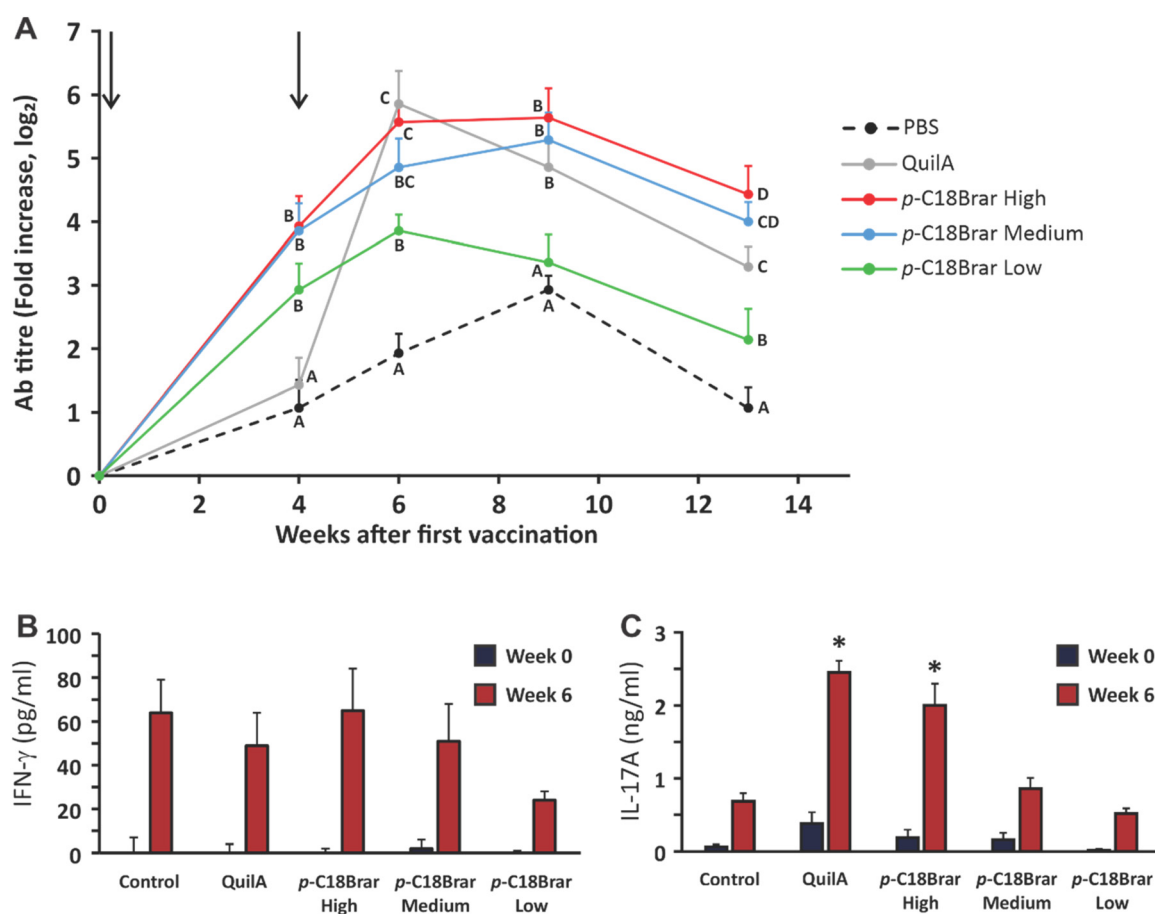 A
7
6
5
4
3
2
1
0
Ab titre (Fold increase, log₂)
C
C
BC
B
A
B
B
B
A
B
B
B
A
A
D
CD
C
B
A
0 2 4 6 8 10 12 14
Weeks after first vaccination
PBS
QuilA
p-C18Brar High
p-C18Brar Medium
p-C18Brar Low
B
100
80
60
40
20
0
IFN-γ (pg/ml)
Week 0
Week 6
Control QuilA p-C18Brar High p-C18Brar Medium p-C18Brar Low
C
3
2
1
0
IL-17A (ng/ml)
* *
Week 0
Week 6
Control QuilA p-C18Brar High p-C18Brar Medium p-C18Brar Low